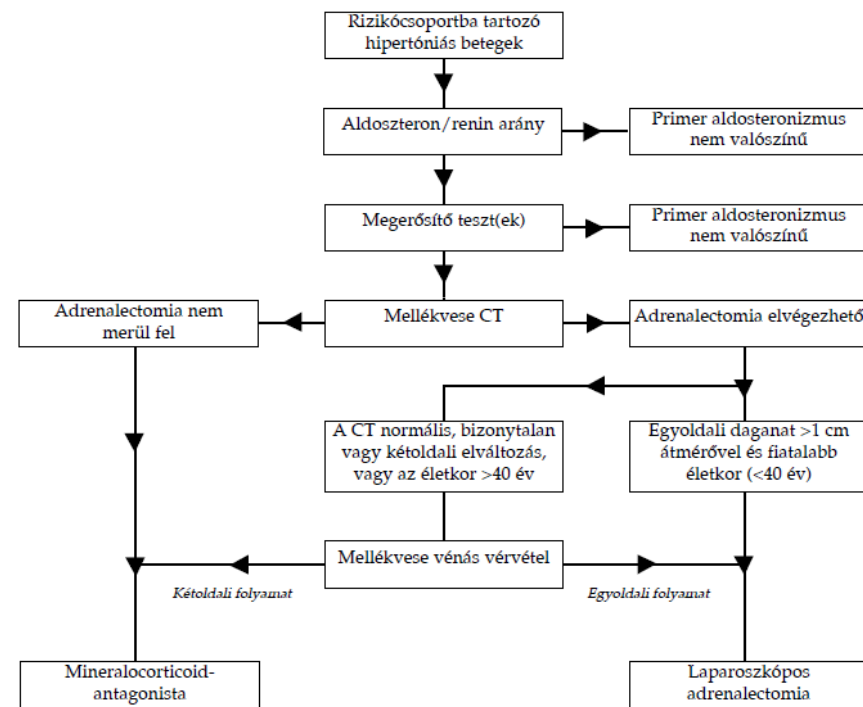 Rizikócsoportba tartozó
hipertóniás betegek
Aldoszteron/renin arány
Primer aldosteronizmus
nem valószínű
Megerősítő teszt(ek)
Primer aldosteronizmus
nem valószínű
Adrenalectomia nem
merül fel
Mellékvese CT
Adrenalectomia elvégezhető
A CT normális, bizonytalan
vagy kétoldali elváltozás,
vagy az életkor >40 év
Egyoldali daganat >1 cm
átmérővel és fiatalabb
életkor (<40 év)
Mellékvese vénás vérvétel
Kétoldali folyamat
Egyoldali folyamat
Mineralocorticoid-
antagonista
Laparoszkópos
adrenalectomia